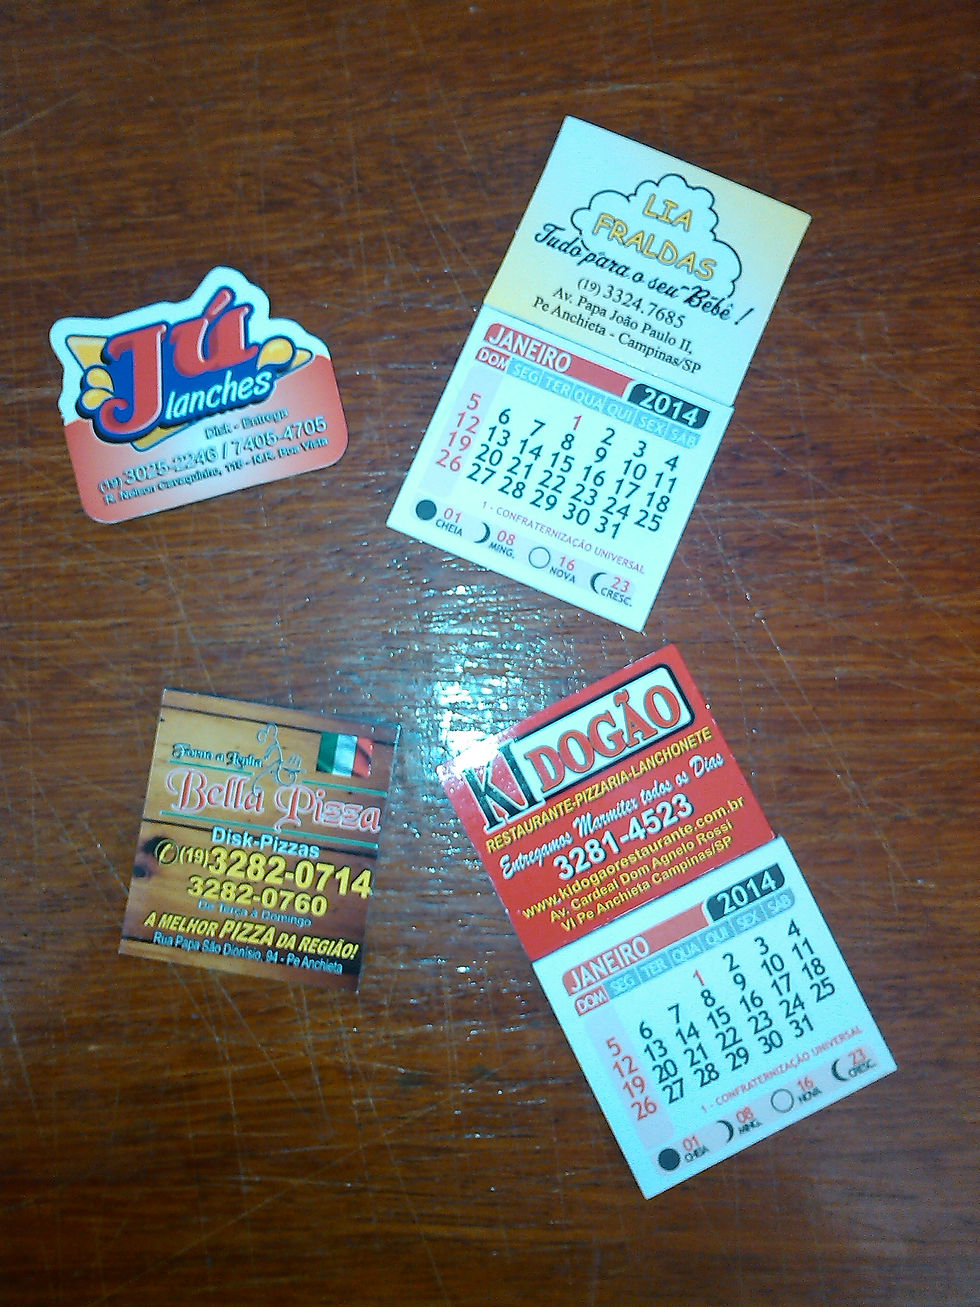 Jú
lanches
Disk - Entrega
(19) 3025-2246 | 7405-4705
R. Nelson Cavaquinho, 116 - R.R. Boa Vista
LIA
FRALDAS
Tudo para o seu Bebê !
(19) 3324.7685
Av. Papa João Paulo II,
Pe Anchieta - Campinas/SP
JANEIRO 2014
DOM SEG TER QUA QUI SEX SAB
1 2 3 4
5 6 7 8 9 10 11
12 13 14 15 16 17 18
19 20 21 22 23 24 25
26 27 28 29 30 31
1 - CONFRATERNIZAÇÃO UNIVERSAL
01 08 16 23
CHEIA MING. NOVA CRESC.
Forno a Lenha
Bella Pizza
Disk-Pizzas
(19)3282-0714
3282-0760
De Terça à Domingo
A MELHOR PIZZA DA REGIÃO!
Rua Papa São Dionísio, 94 - Pe Anchieta
KI DOGÃO
RESTAURANTE-PIZZARIA-LANCHONETE
Entregamos Marmitex todos os Dias
3281-4523
www.kidogaorestaurante.com.br
Av. Cardeal Dom Agnelo Rossi
Vl Pe Anchieta Campinas/SP
JANEIRO 2014
DOM SEG TER QUA QUI SEX SAB
1 2 3 4
5 6 7 8 9 10 11
12 13 14 15 16 17 18
19 20 21 22 23 24 25
26 27 28 29 30 31
1 - CONFRATERNIZAÇÃO UNIVERSAL
01 08 16 23
CHEIA MING. NOVA CRESC.